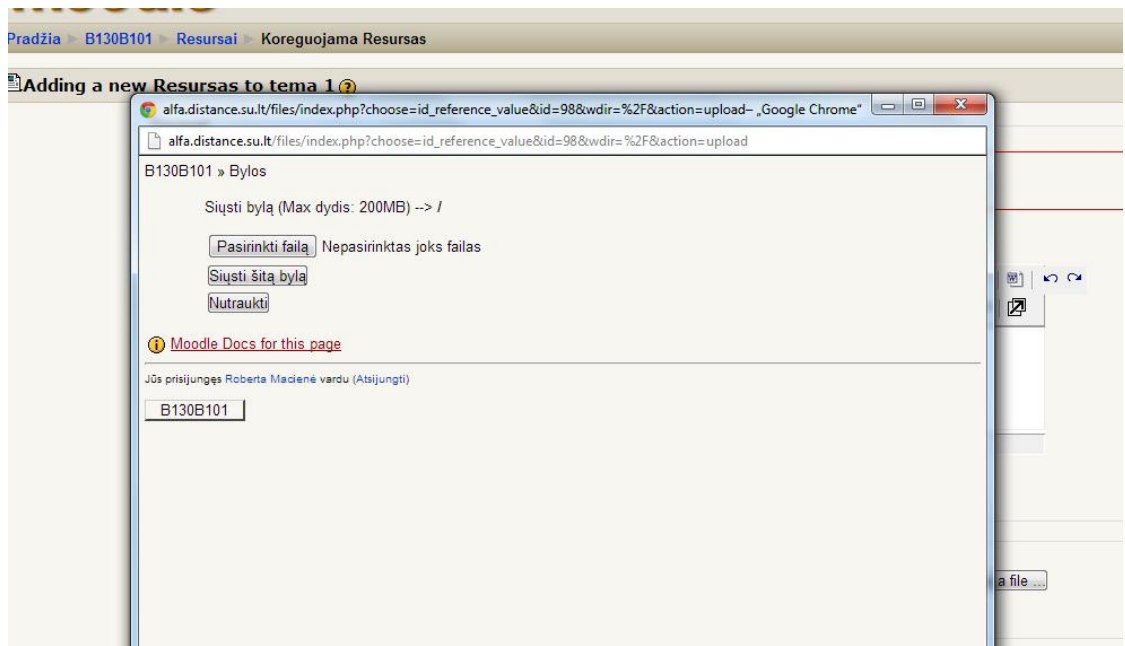 moodle
Pradžia ► B130B101 ► Resursai ► Koreguojama Resursas
Adding a new Resursas to tema 1
alfa.distance.su.lt/files/index.php?choose=id_reference_value&id=98&wdir=%2F&action=upload– „Google Chrome“
alfa.distance.su.lt/files/index.php?choose=id_reference_value&id=98&wdir=%2F&action=upload
B130B101 » Bylos
Siųsti bylą (Max dydis: 200MB) --> /
Pasirinkti failą Nepasirinktas joks failas
Siųsti šitą bylą
Nutraukti
Moodle Docs for this page
Jūs prisijungęs Roberta Macienė vardu (Atsijungti)
B130B101
a file ...